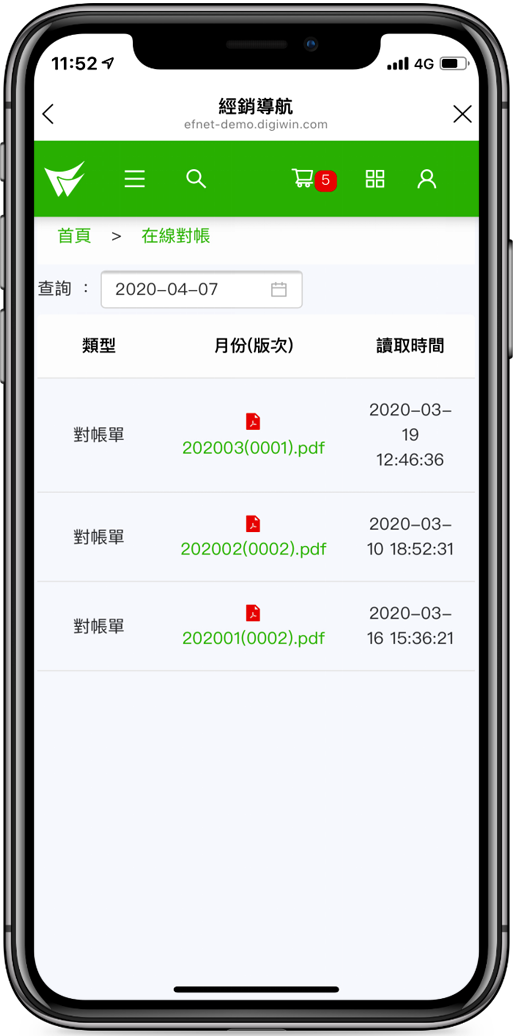 11:52 4G
經銷導航
efnet-demo.digiwin.com
5
首頁 > 在線對帳
查詢 ： 2020-04-07
類型 月份(版次) 讀取時間
對帳單 202003(0001).pdf 2020-03-
19
12:46:36
對帳單 202002(0002).pdf 2020-03-
10 18:52:31
對帳單 202001(0002).pdf 2020-03-
16 15:36:21